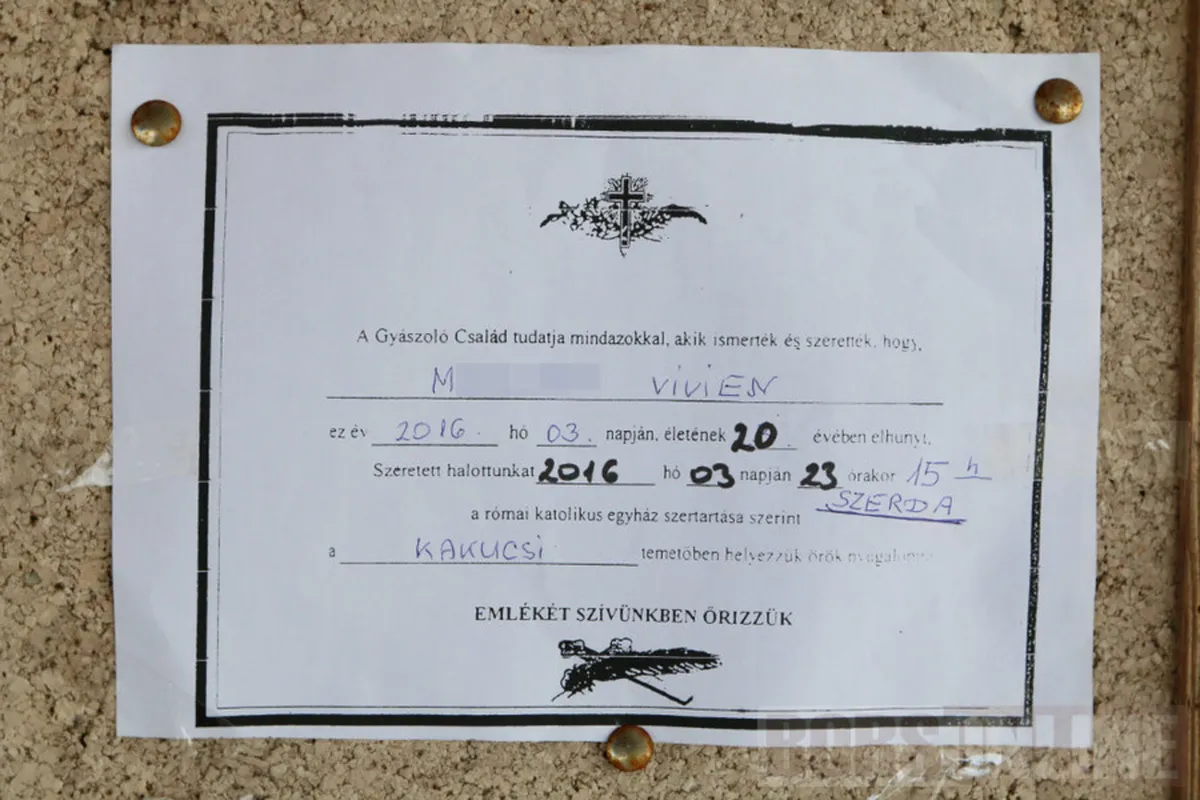 A Gyászoló Család tudatja mindazokkal, akik ismerték és szerették, hogy,
M VIVIEN
ez év 2016. hó 03. napján, életének 20. évében elhunyt.
Szeretett halottunkat 2016 hó 03 napján 23 órakor 15 h
SZERDA
a római katolikus egyház szertartása szerint
a KAKUCSI temetőben helyezzük örök nyugalomra
EMLÉKÉT SZÍVÜNKBEN ŐRIZZÜK
BORSONLINE